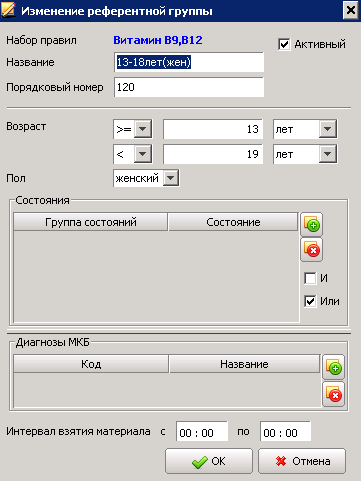 Изменение референтной группы
Набор правил Витамин B9,B12 Активный
Название 13-18лет(жен)
Порядковый номер 120
Возраст >= 13 лет
< 19 лет
Пол женский
Состояния
Группа состояний Состояние
И
Или
Диагнозы МКБ
Код Название
Интервал взятия материала с 00 : 00 по 00 : 00
ОК Отмена